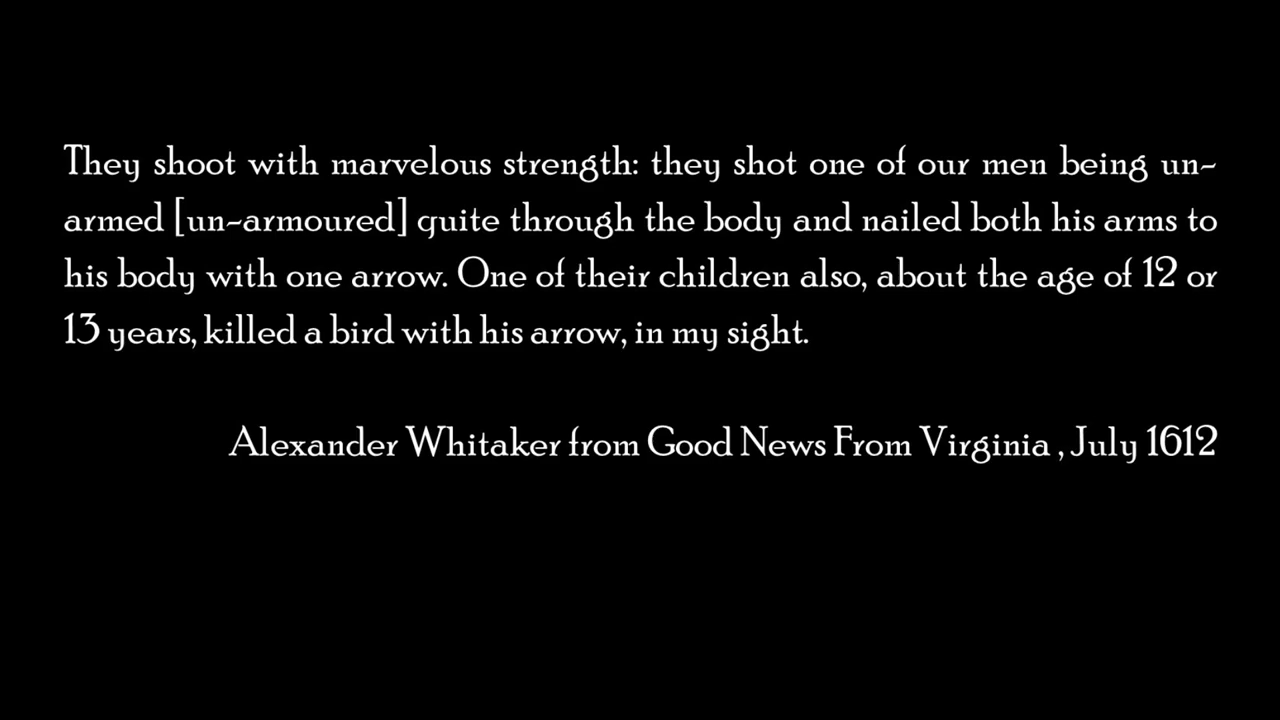 They shoot with marvelous strength: they shot one of our men being un-
armed [un-armoured] quite through the body and nailed both his arms to
his body with one arrow. One of their children also, about the age of 12 or
13 years, killed a bird with his arrow, in my sight.
Alexander Whitaker from Good News From Virginia , July 1612